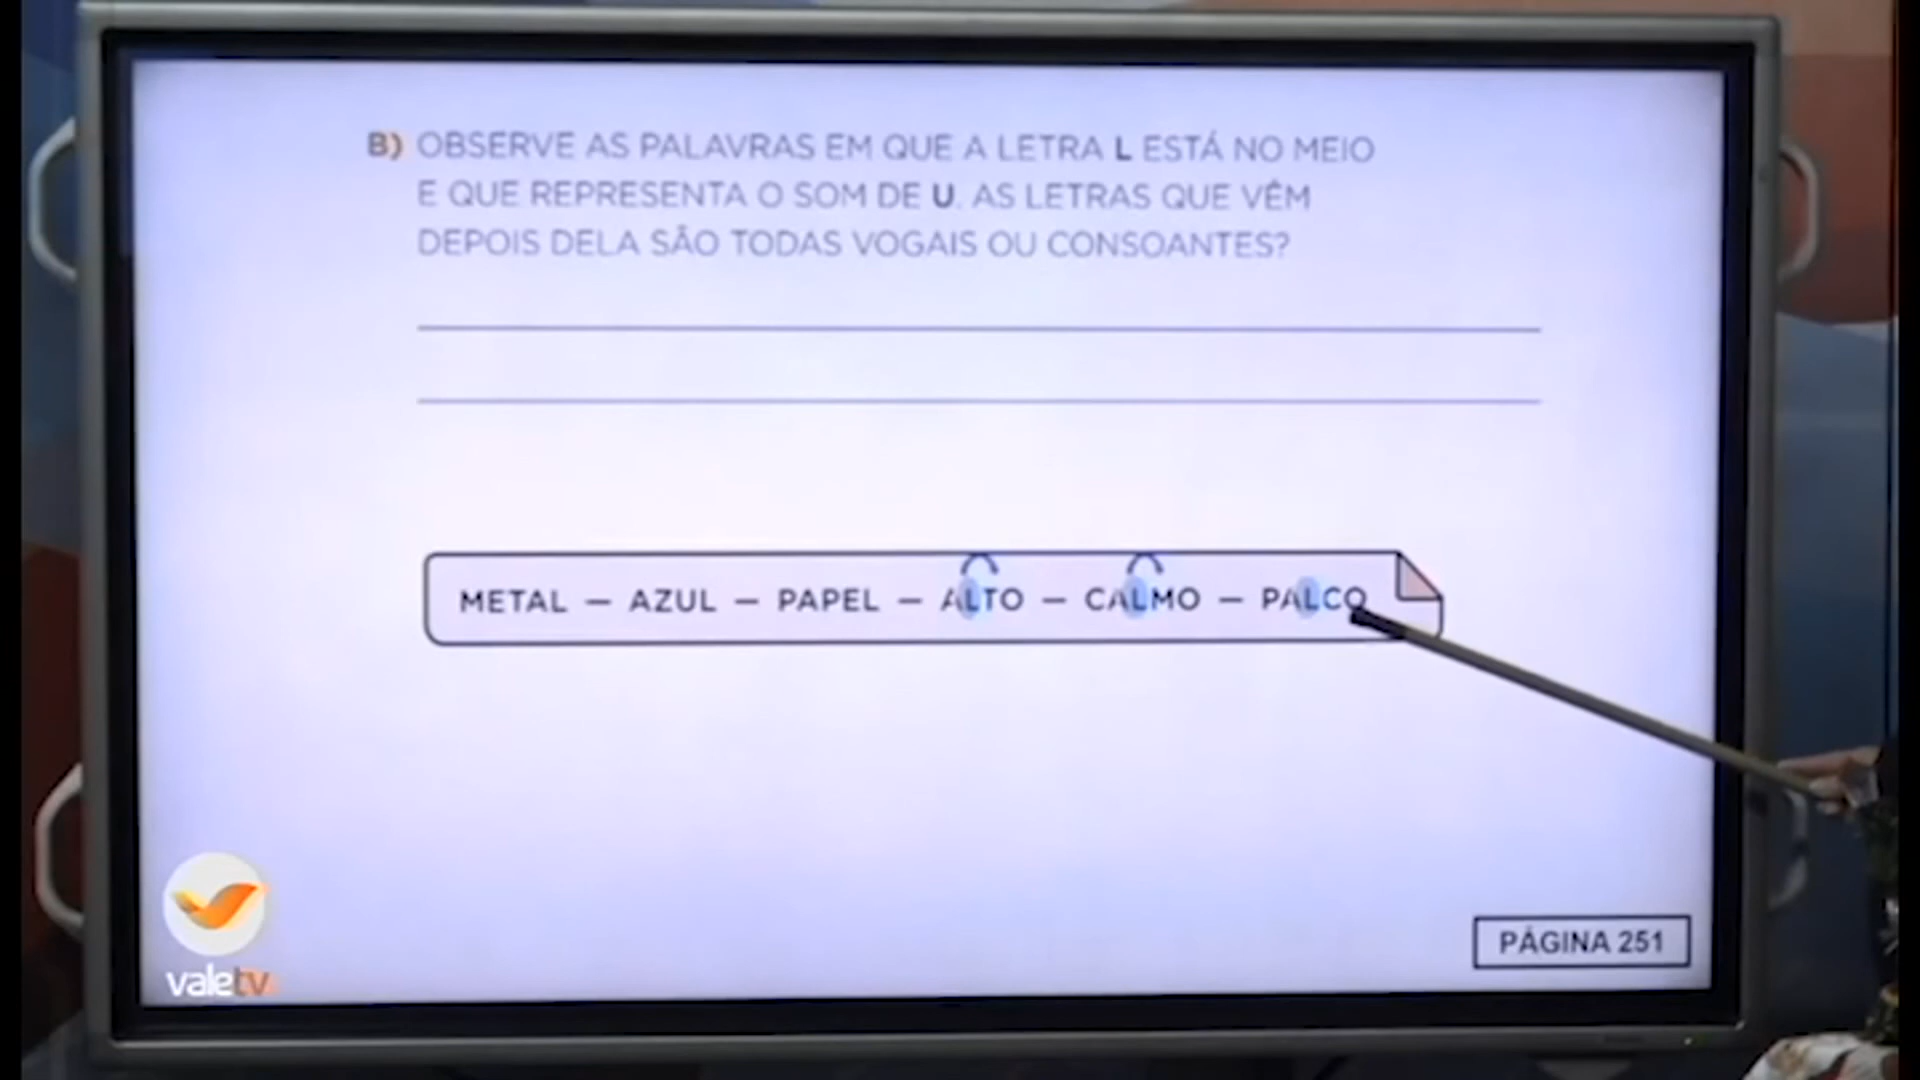 B) OBSERVE AS PALAVRAS EM QUE A LETRA L ESTÁ NO MEIO
E QUE REPRESENTA O SOM DE U. AS LETRAS QUE VÊM
DEPOIS DELA SÃO TODAS VOGAIS OU CONSOANTES?
METAL — AZUL — PAPEL — ALTO — CALMO — PALCO
valetv
PÁGINA 251